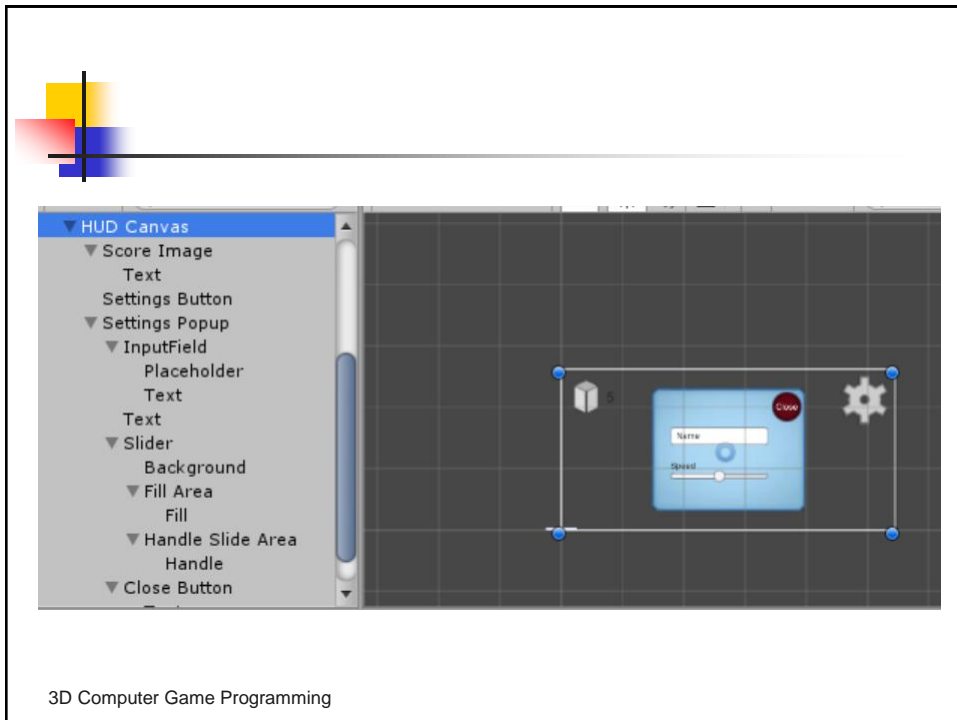 HUD Canvas
Score Image
Text
Settings Button
Settings Popup
InputField
Placeholder
Text
Text
Slider
Background
Fill Area
Fill
Handle Slide Area
Handle
Close Button
5
Close
Name
Speed
3D Computer Game Programming